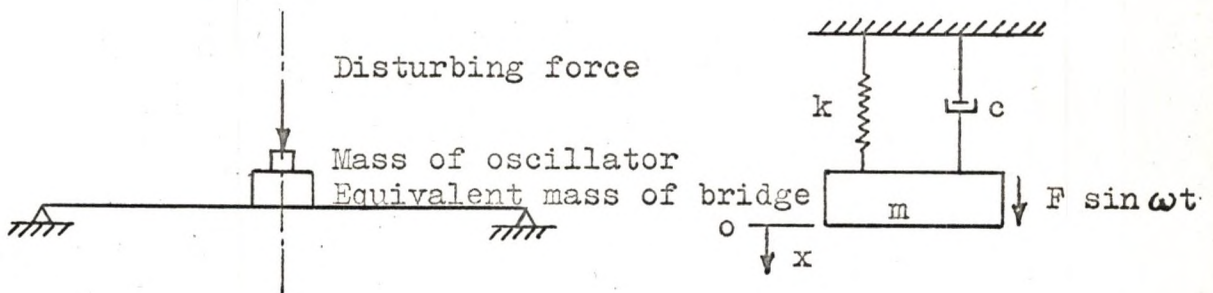 Disturbing force
Mass of oscillator
Equivalent mass of bridge
k
c
m
F sin ωt
o
x